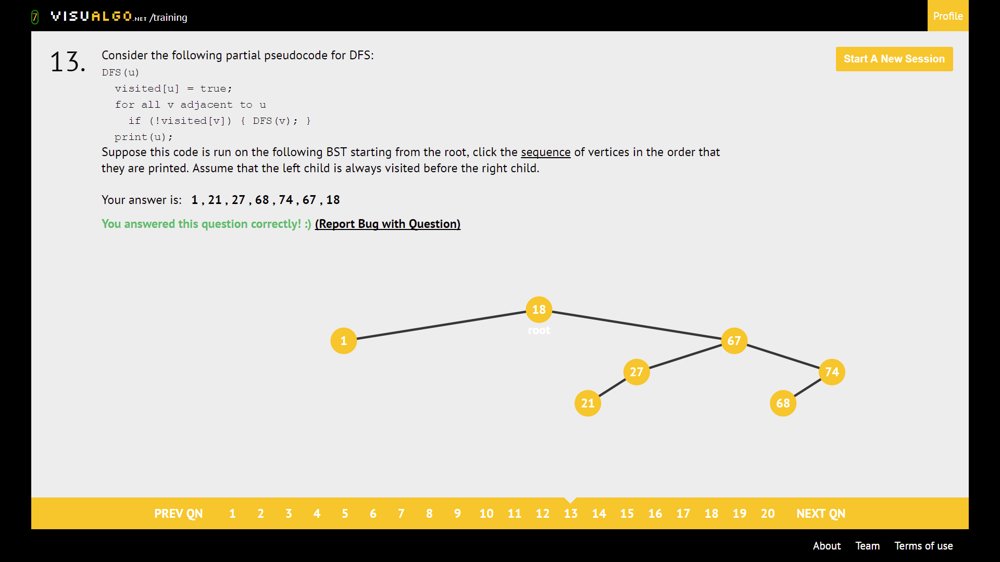 7 VISUALGO.NET /training
Profile
13. Consider the following partial pseudocode for DFS:
Start A New Session
DFS(u)
visited[u] = true;
for all v adjacent to u
if (!visited[v]) { DFS(v); }
print(u);
Suppose this code is run on the following BST starting from the root, click the sequence of vertices in the order that
they are printed. Assume that the left child is always visited before the right child.
Your answer is: 1 , 21 , 27 , 68 , 74 , 67 , 18
You answered this question correctly! :) (Report Bug with Question)
18
root
1
67
27
74
21
68
PREV QN 1 2 3 4 5 6 7 8 9 10 11 12 13 14 15 16 17 18 19 20 NEXT QN
About Team Terms of use